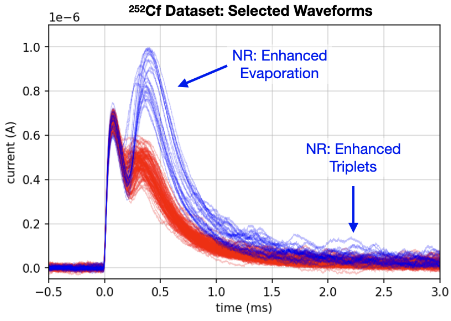 ²⁵²Cf Dataset: Selected Waveforms
1e−6
NR: Enhanced
Evaporation
NR: Enhanced
Triplets
current (A)
1.0
0.8
0.6
0.4
0.2
0.0
−0.5 0.0 0.5 1.0 1.5 2.0 2.5 3.0
time (ms)